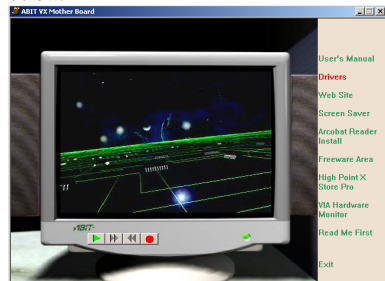 ABIT VX Mother Board
User's Manual
Drivers
Web Site
Screen Saver
Arcobat Reader
Install
Freeware Area
High Point X
Store Pro
VIA Hardware
Monitor
Read Me First
Exit
ABIT